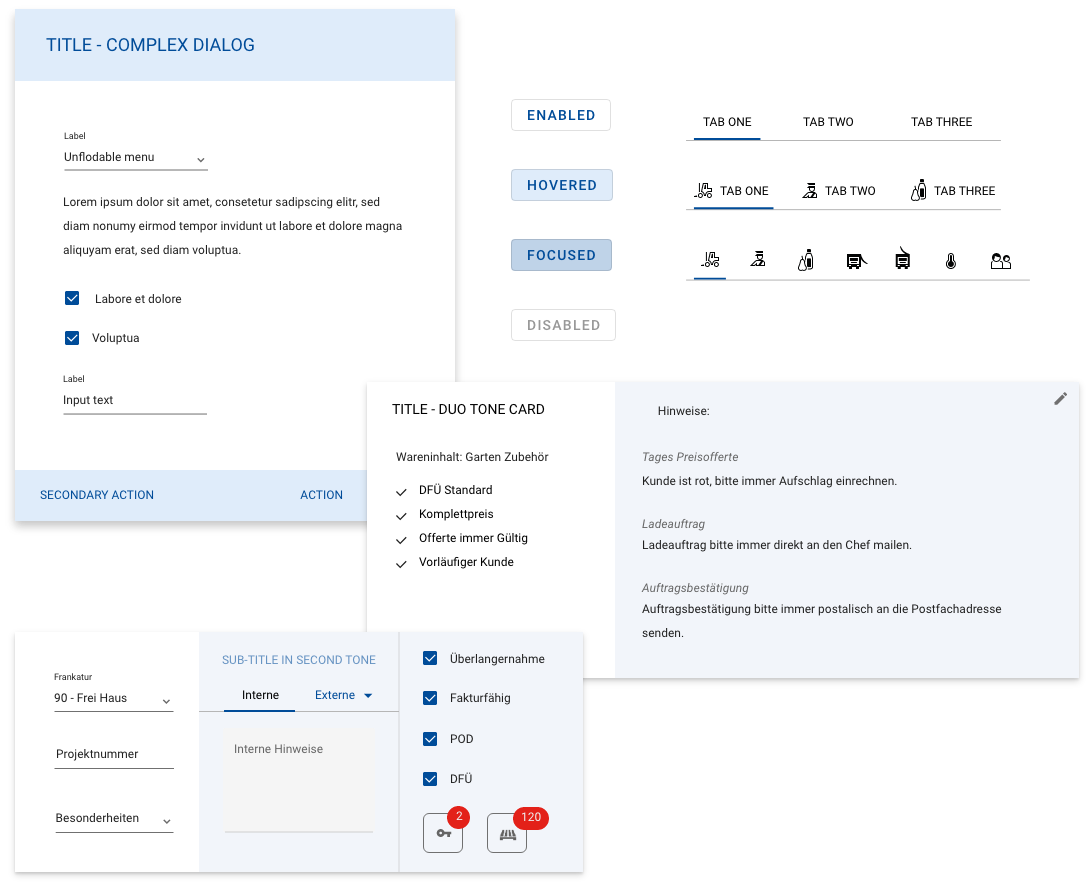 TITLE - COMPLEX DIALOG
Label
Unflodable menu
Lorem ipsum dolor sit amet, consetetur sadipscing elitr, sed
diam nonumy eirmod tempor invidunt ut labore et dolore magna
aliquyam erat, sed diam voluptua.
Labore et dolore
Voluptua
Label
Input text
SECONDARY ACTION
ACTION
ENABLED
HOVERED
FOCUSED
DISABLED
TAB ONE TAB TWO TAB THREE
TAB ONE TAB TWO TAB THREE
TITLE - DUO TONE CARD
Wareninhalt: Garten Zubehör
DFÜ Standard
Komplettpreis
Offerte immer Gültig
Vorläufiger Kunde
Hinweise:
Tages Preisofferte
Kunde ist rot, bitte immer Aufschlag einrechnen.
Ladeauftrag
Ladeauftrag bitte immer direkt an den Chef mailen.
Auftragsbestätigung
Auftragsbestätigung bitte immer postalisch an die Postfachadresse
senden.
Frankatur
90 - Frei Haus
Projektnummer
Besonderheiten
SUB-TITLE IN SECOND TONE
Interne Externe
Interne Hinweise
Überlangernahme
Fakturfähig
POD
DFÜ
2 120